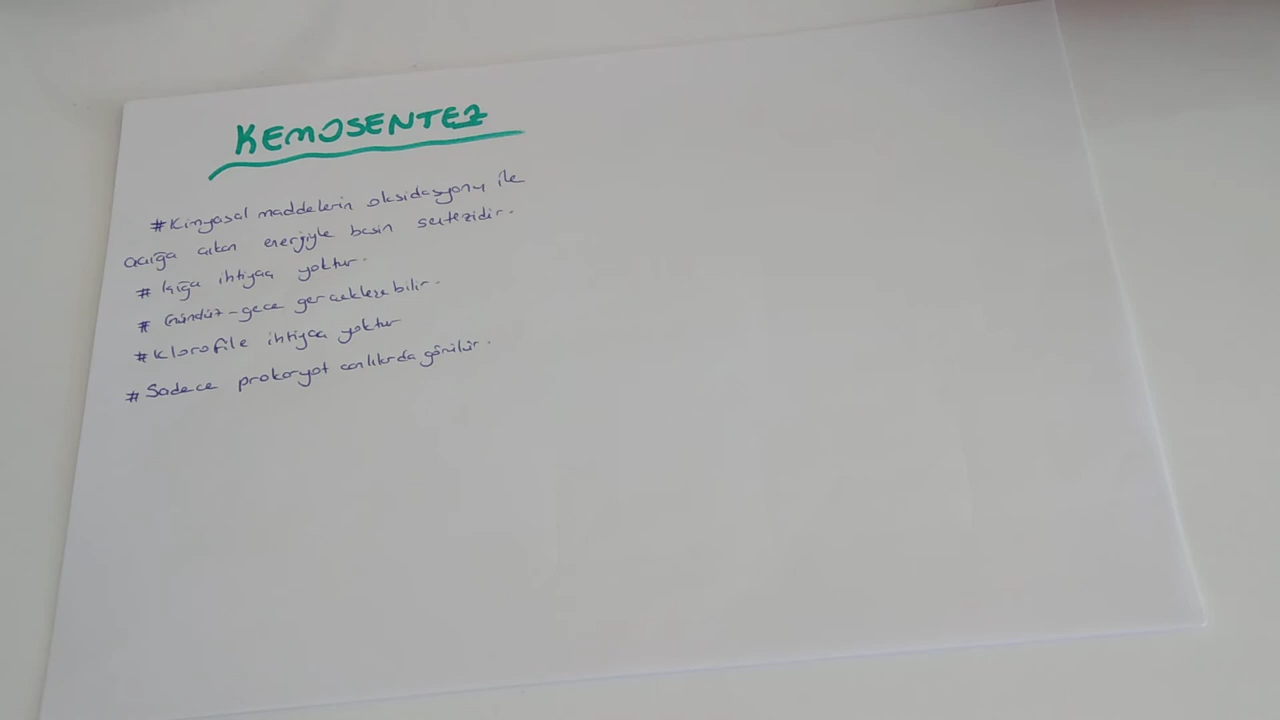 KEMOSENTEZ
#Kimyasal maddelerin oksidasyonu ile
açığa çıkan enerjiyle besin sentezidir.
# Işığa ihtiyaç yoktur.
# Gündüz-gece gerçekleşebilir.
#Klorofile ihtiyaç yoktur
#Sadece prokaryot canlılarda görülür.